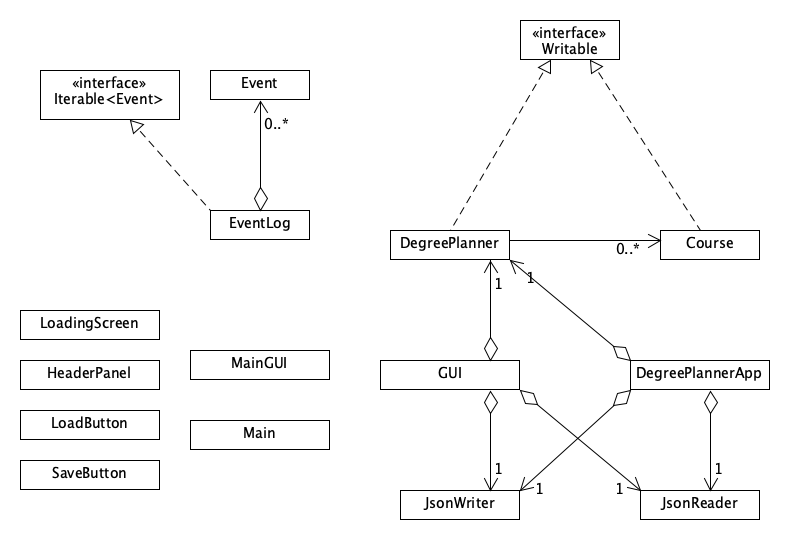 «interface»
Writable
«interface»
Iterable<Event>
Event
0..*
EventLog
DegreePlanner
0..*
Course
1
1
LoadingScreen
HeaderPanel
MainGUI
GUI
DegreePlannerApp
LoadButton
Main
SaveButton
1
1
1
1
JsonWriter
JsonReader